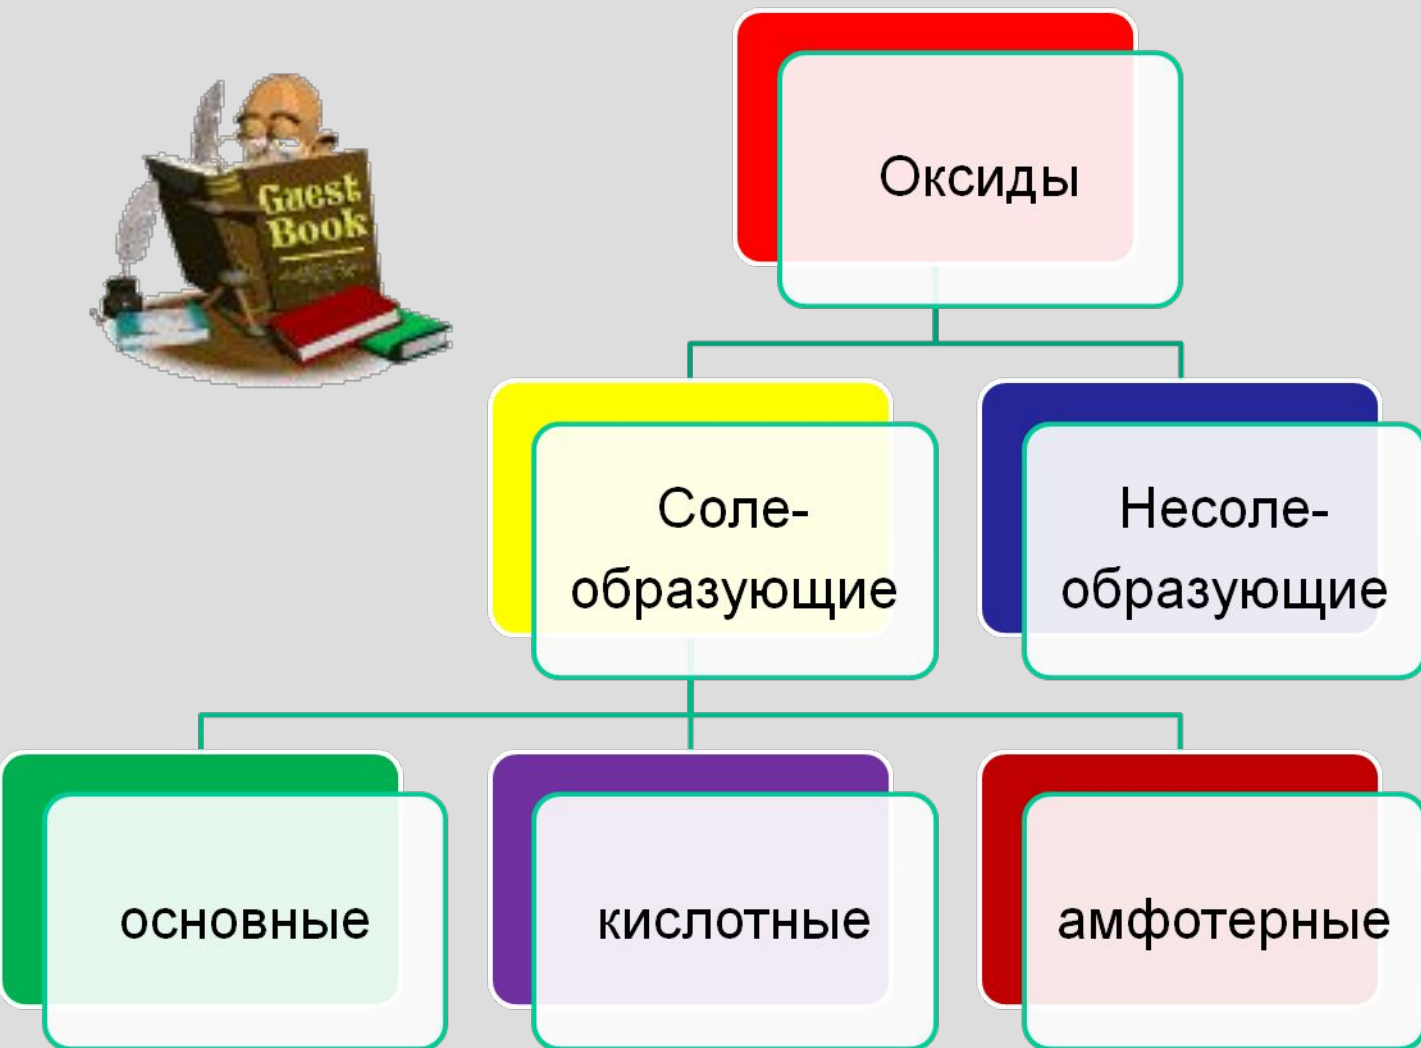 Guest
Book
Оксиды
Соле-
образующие
Несоле-
образующие
основные
кислотные
амфотерные